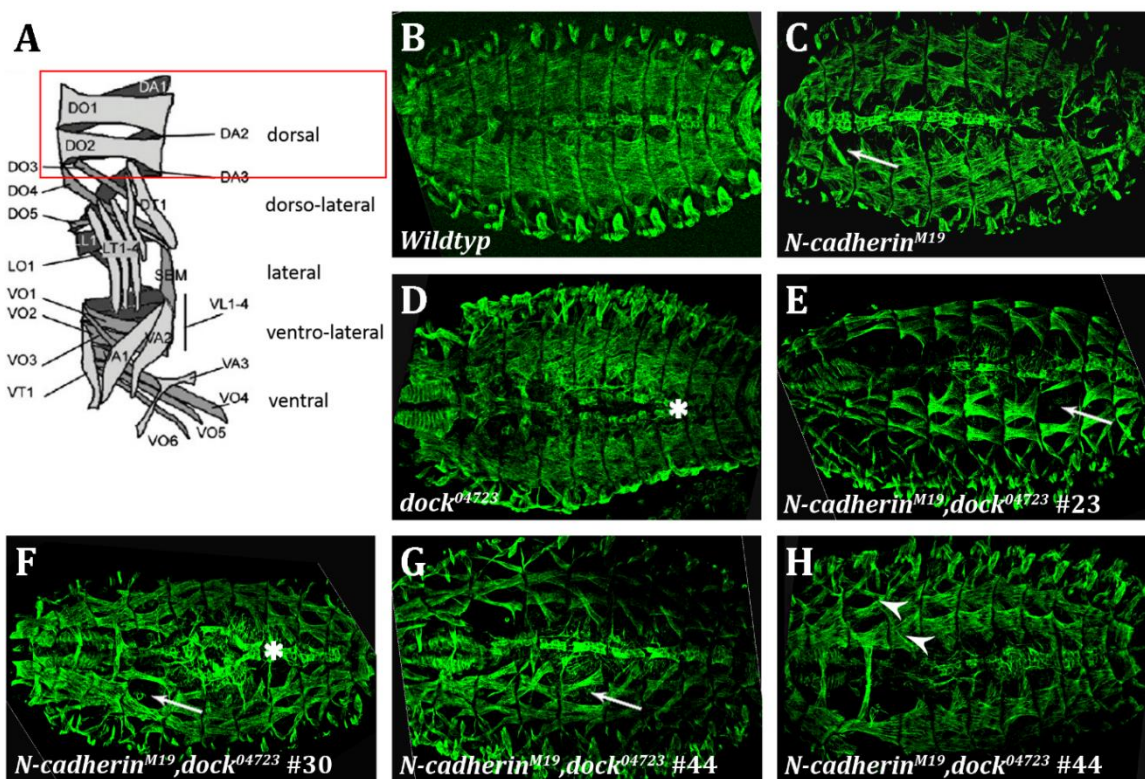 A
DA1
DO1
DA2
dorsal
DO2
DO3
DA3
DO4
DT1
dorso-lateral
DO5
LL1
LT1-4
LO1
lateral
SBM
VO1
VL1-4
VO2
ventro-lateral
VA2
VO3
A1
VA3
VT1
VO4
ventral
VO5
VO6
B
Wildtyp
C
N-cadherinM19
D
dock04723
E
N-cadherinM19,dock04723 #23
F
N-cadherinM19,dock04723 #30
G
N-cadherinM19,dock04723 #44
H
N-cadherinM19,dock04723 #44